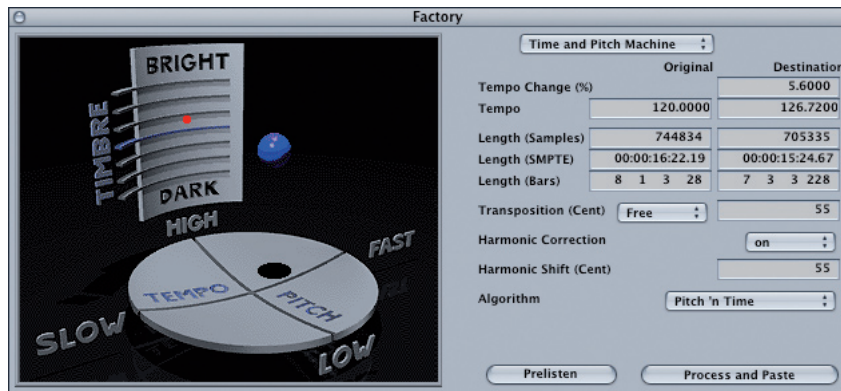 Factory
BRIGHT
TIMBRE
DARK
HIGH
FAST
TEMPO
PITCH
SLOW
LOW
Time and Pitch Machine
Original Destination
Tempo Change (%) 5.6000
Tempo 120.0000 126.7200
Length (Samples) 744834 705335
Length (SMPTE) 00:00:16:22.19 00:00:15:24.67
Length (Bars) 8 1 3 28 7 3 3 228
Transposition (Cent) Free 55
Harmonic Correction on
Harmonic Shift (Cent) 55
Algorithm Pitch 'n Time
Prelisten Process and Paste